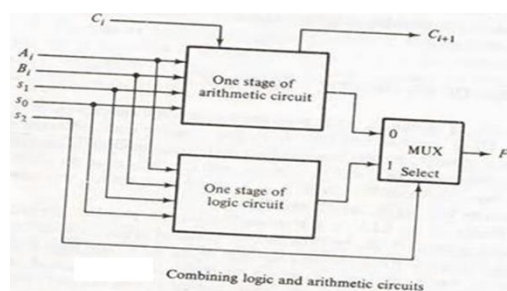 C_i
C_{i+1}
A_i
B_i
s_1
s_0
s_2
One stage of
arithmetic circuit
0
MUX
1
Select
F
One stage of
logic circuit
Combining logic and arithmetic circuits